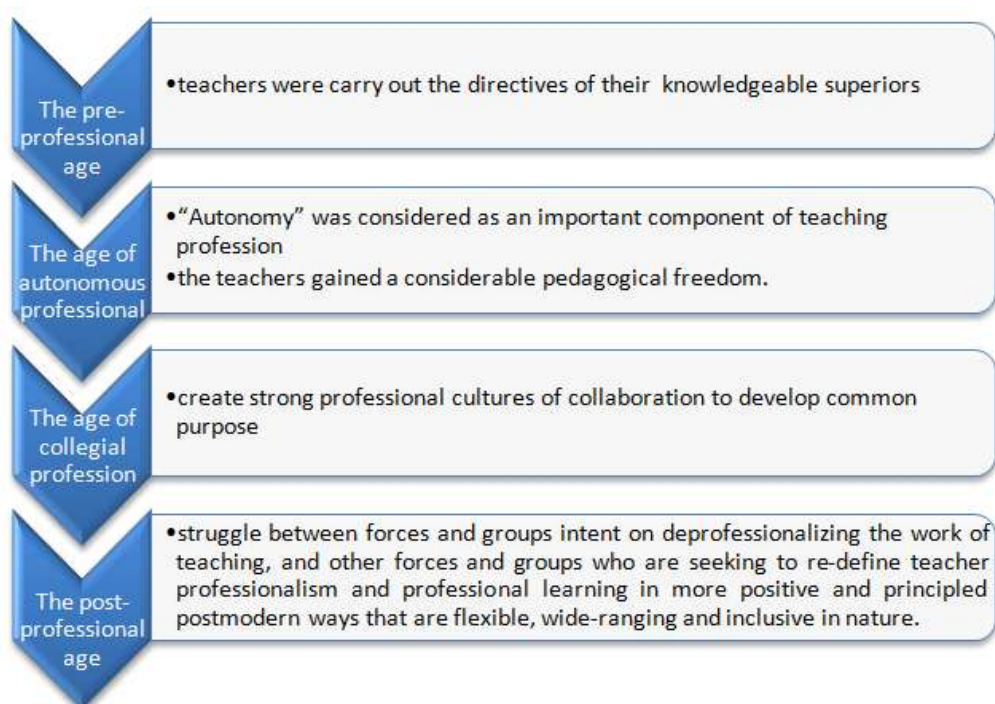 The pre-
professional
age
•teachers were carry out the directives of their knowledgeable superiors
The age of
autonomous
professional
•“Autonomy” was considered as an important component of teaching
profession
•the teachers gained a considerable pedagogical freedom.
The age of
collegial
profession
•create strong professional cultures of collaboration to develop common
purpose
The post-
professional
age
•struggle between forces and groups intent on deprofessionalizing the work of
teaching, and other forces and groups who are seeking to re-define teacher
professionalism and professional learning in more positive and principled
postmodern ways that are flexible, wide-ranging and inclusive in nature.